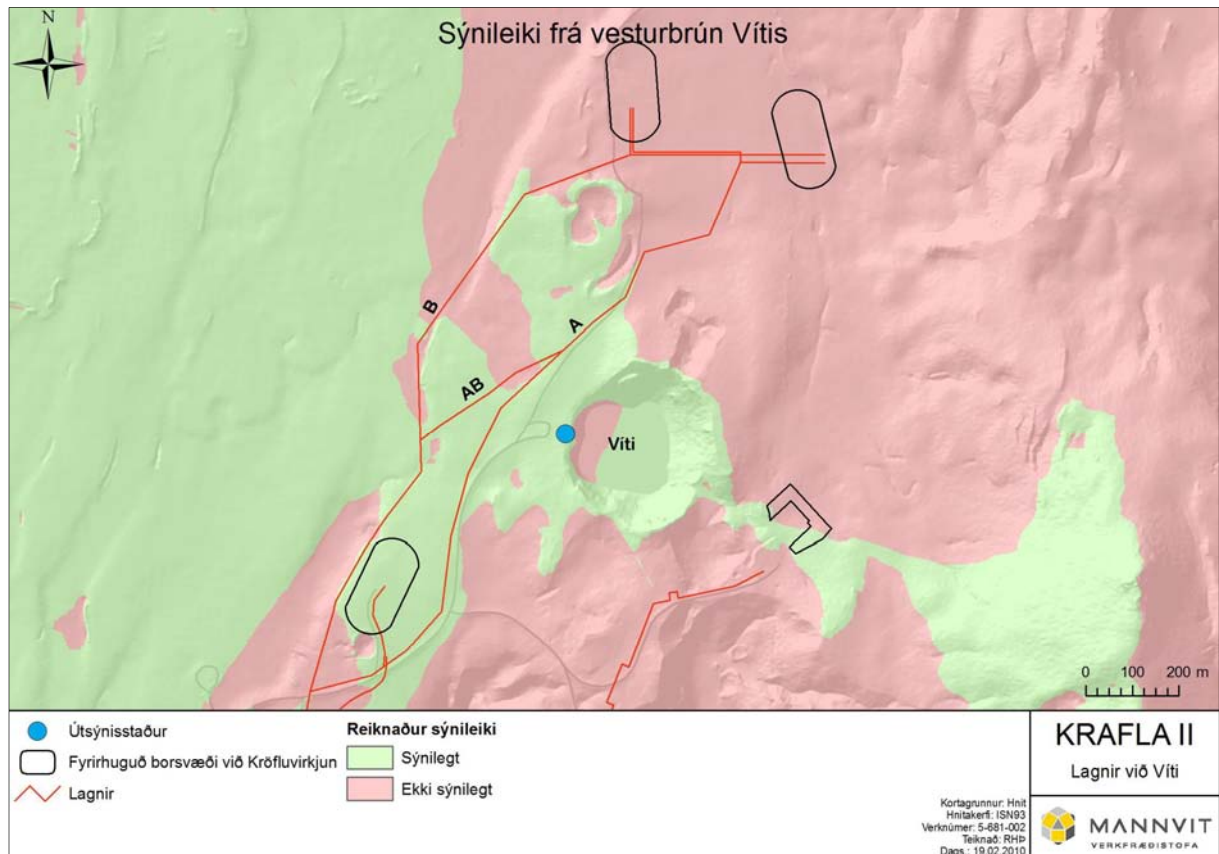 N
Sýnileiki frá vesturbrún Vítis
B
A
AB
Víti
0 100 200 m
Útsýnisstaður
Fyrirhuguð borsvæði við Kröfluvirkjun
Lagnir
Reiknaður sýnileiki
Sýnilegt
Ekki sýnilegt
KRAFLA II
Lagnir við Víti
Kortagrunnur: Hnit
Hnitakerfi: ISN93
Verknúmer: 5-681-002
Teiknað: RHÞ
Dags.: 19.02.2010
MANNVIT
VERKFRÆÐISTOFA